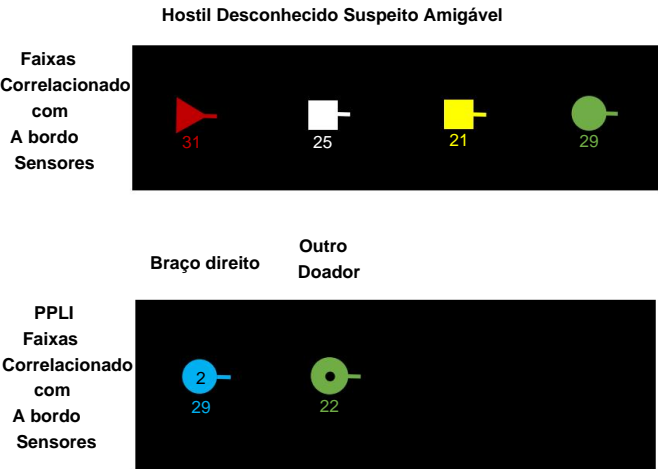 Hostil Desconhecido Suspeito Amigável
Faixas
Correlacionado
com
A bordo
Sensores
31
25
21
29
Braço direito
Outro
Doador
PPLI
Faixas
Correlacionado
com
A bordo
Sensores
2
29
22